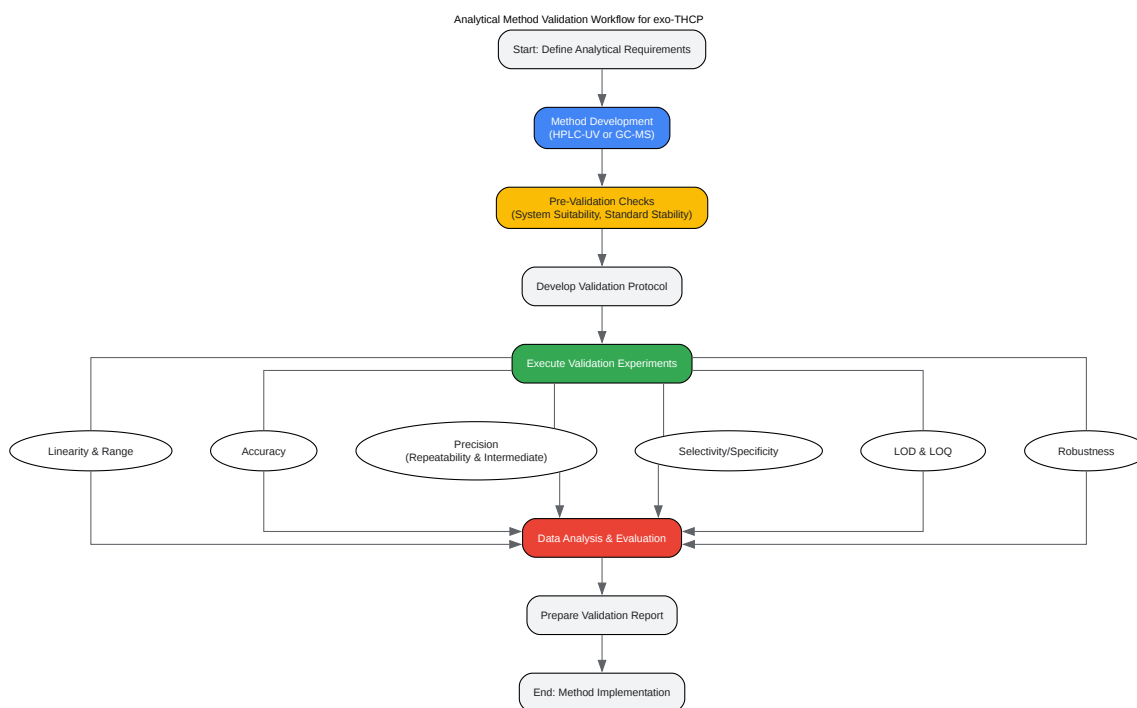 Analytical Method Validation Workflow for exo-THCP
Start: Define Analytical Requirements
Method Development
(HPLC-UV or GC-MS)
Pre-Validation Checks
(System Suitability, Standard Stability)
Develop Validation Protocol
Execute Validation Experiments
Linearity & Range
Accuracy
Precision
(Repeatability & Intermediate)
Selectivity/Specificity
LOD & LOQ
Robustness
Data Analysis & Evaluation
Prepare Validation Report
End: Method Implementation